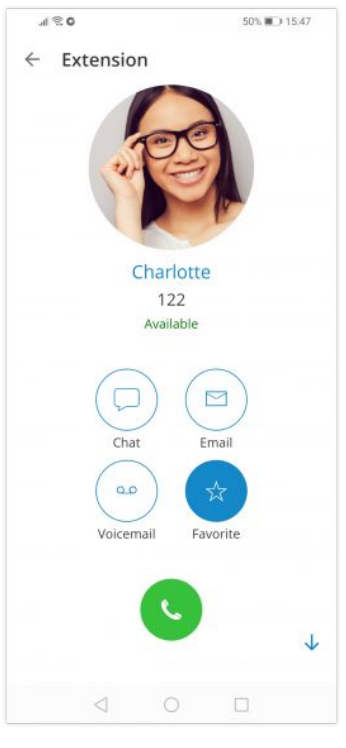 50% 15:47
Extension
Charlotte
122
Available
Chat Email
Voicemail Favorite